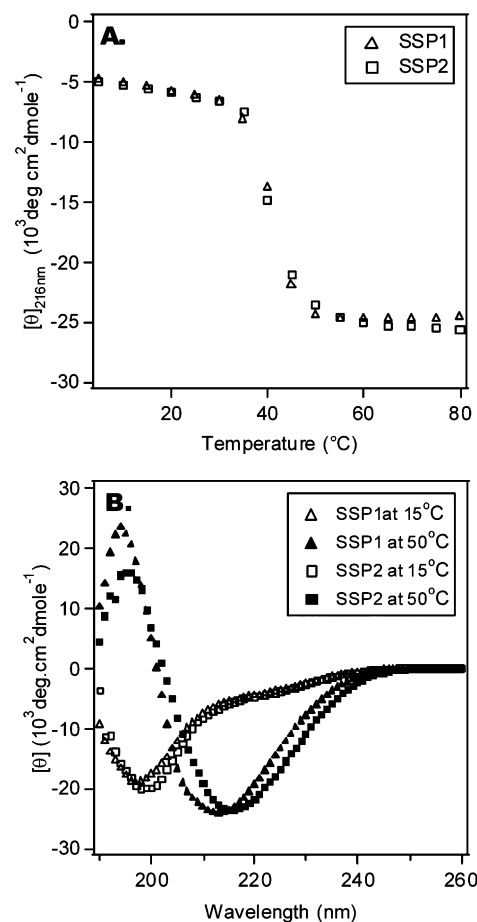 A.
SSP1
SSP2
0
-5
-10
-15
-20
-25
-30
[θ]216nm (10³deg cm² dmole⁻¹)
20
40
60
80
Temperature (°C)
B
SSP1at 15°C
SSP1 at 50°C
SSP2 at 15°C
SSP2 at 50°C
30
20
10
0
-10
-20
-30
[θ] (10³deg.cm²dmole⁻¹)
200
220
240
260
Wavelength (nm)